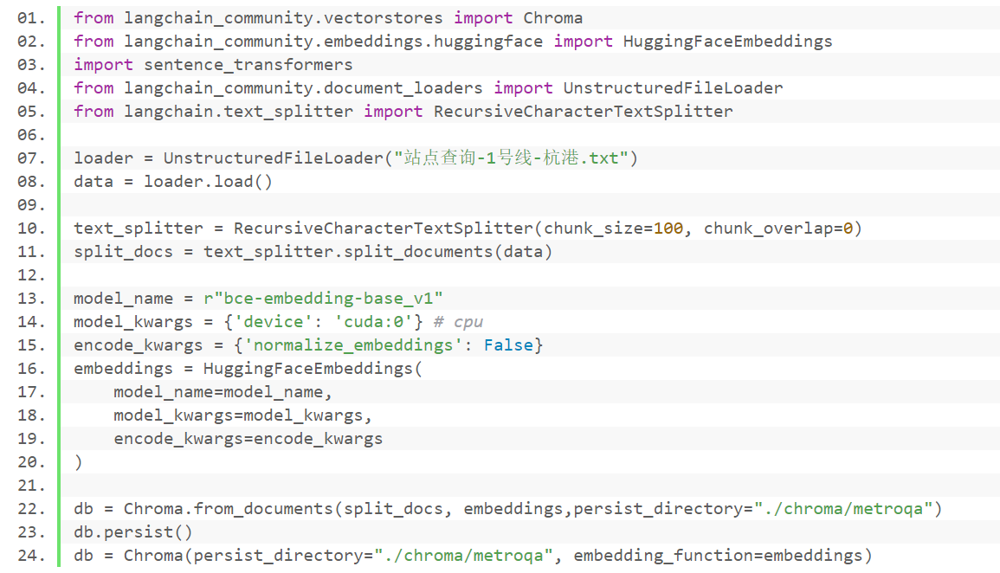 01. from langchain_community.vectorstores import Chroma
02. from langchain_community.embeddings.huggingface import HuggingFaceEmbeddings
03. import sentence_transformers
04. from langchain_community.document_loaders import UnstructuredFileLoader
05. from langchain.text_splitter import RecursiveCharacterTextSplitter
06.
07. loader = UnstructuredFileLoader("站点查询-1号线-杭港.txt")
08. data = loader.load()
09.
10. text_splitter = RecursiveCharacterTextSplitter(chunk_size=100, chunk_overlap=0)
11. split_docs = text_splitter.split_documents(data)
12.
13. model_name = r"bce-embedding-base_v1"
14. model_kwargs = {'device': 'cuda:0'} # cpu
15. encode_kwargs = {'normalize_embeddings': False}
16. embeddings = HuggingFaceEmbeddings(
17.     model_name=model_name,
18.     model_kwargs=model_kwargs,
19.     encode_kwargs=encode_kwargs
20. )
21.
22. db = Chroma.from_documents(split_docs, embeddings,persist_directory="./chroma/metroqa")
23. db.persist()
24. db = Chroma(persist_directory="./chroma/metroqa", embedding_function=embeddings)